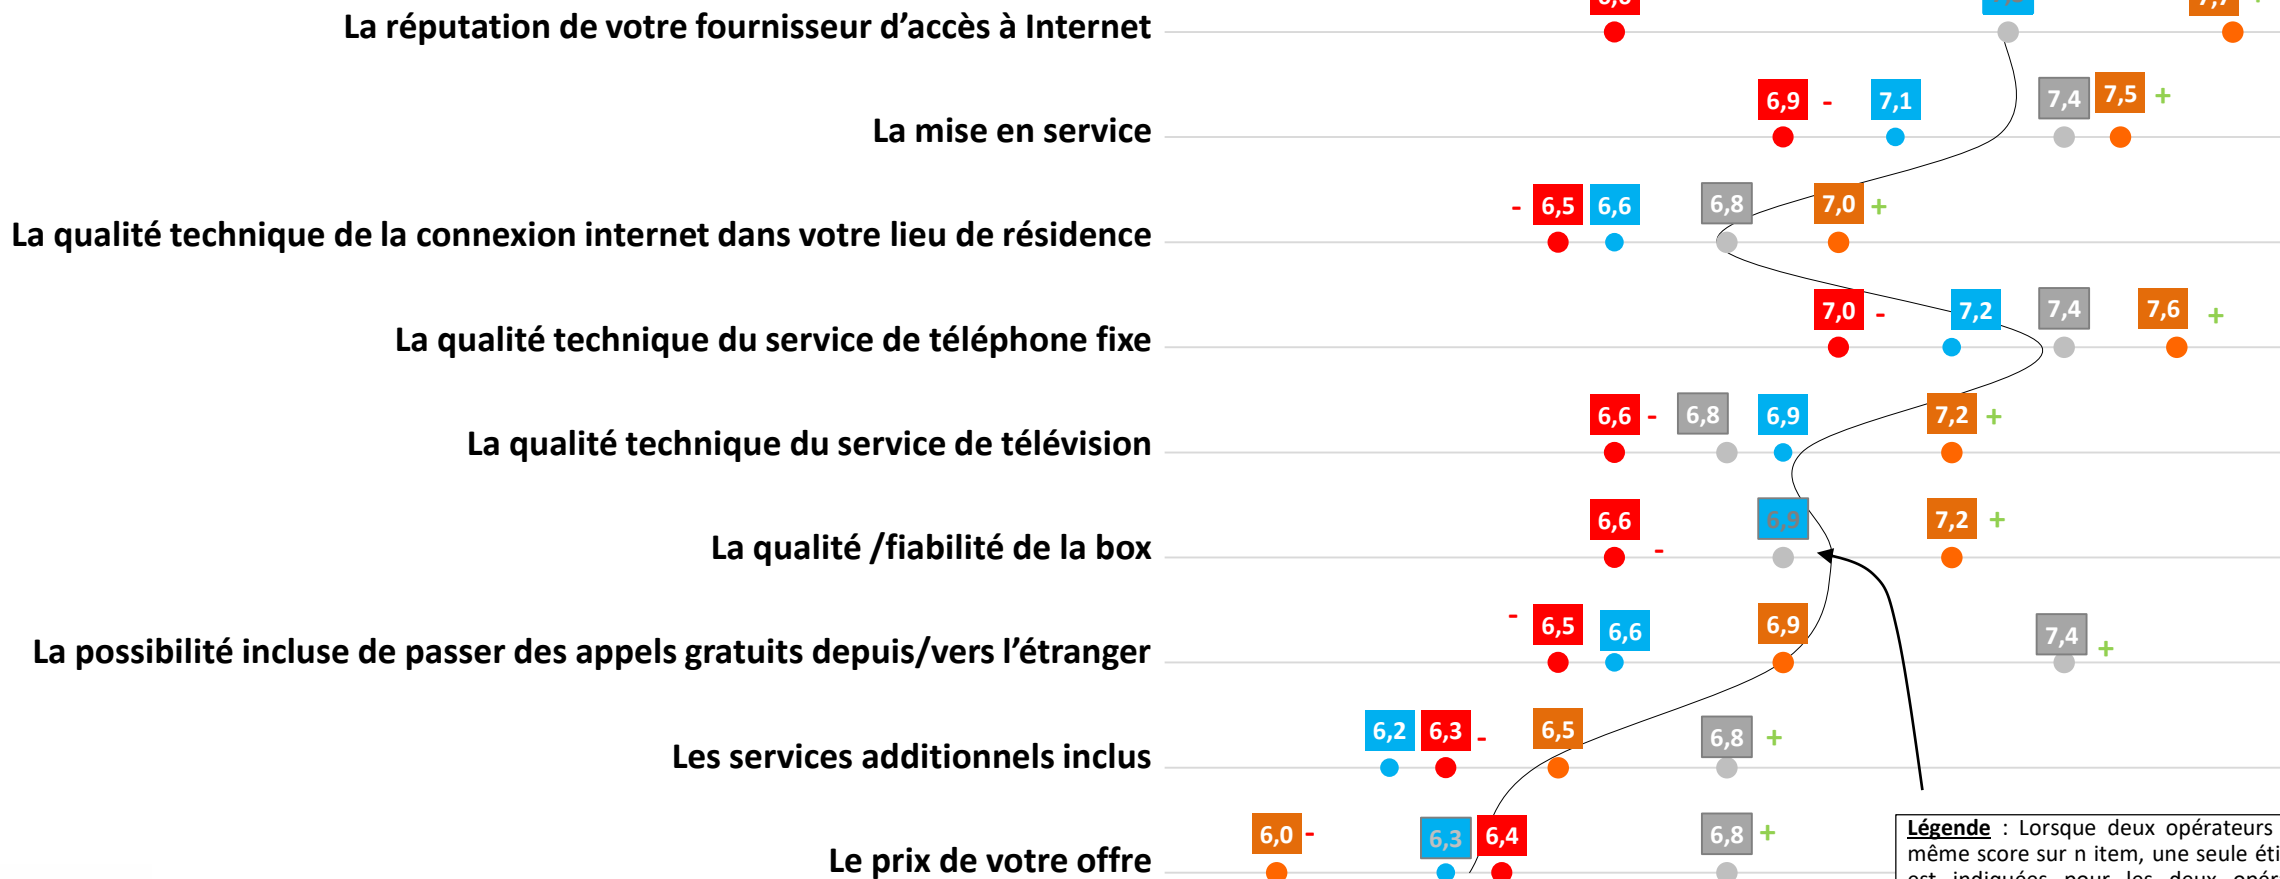 La réputation de votre fournisseur d'accès à Internet 7,7 +
La mise en service 6,9 - 7,1 7,4 7,5 +
La qualité technique de la connexion internet dans votre lieu de résidence - 6,5 6,6 6,8 7,0 +
La qualité technique du service de téléphone fixe 7,0 - 7,2 7,4 7,6 +
La qualité technique du service de télévision 6,6 - 6,8 6,9 7,2 +
La qualité /fiabilité de la box 6,6 - 6,9 7,2 +
La possibilité incluse de passer des appels gratuits depuis/vers l'étranger - 6,5 6,6 6,9 7,4 +
Les services additionnels inclus 6,2 6,3 - 6,5 6,8 +
Le prix de votre offre 6,0 - 6,3 6,4 6,8 +
Légende : Lorsque deux opérateurs
même score sur n item, une seule
est indiquées pour les deux